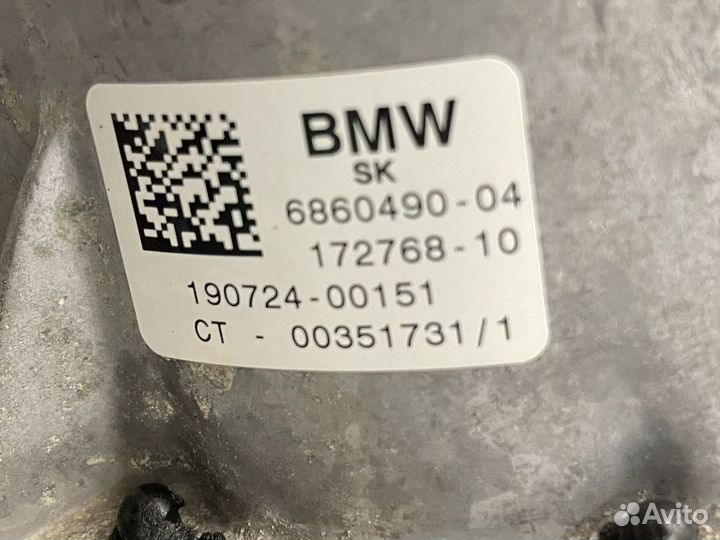 BMW
SK
6860490-04
172768-10
190724-00151
CT - 00351731/1
Avito